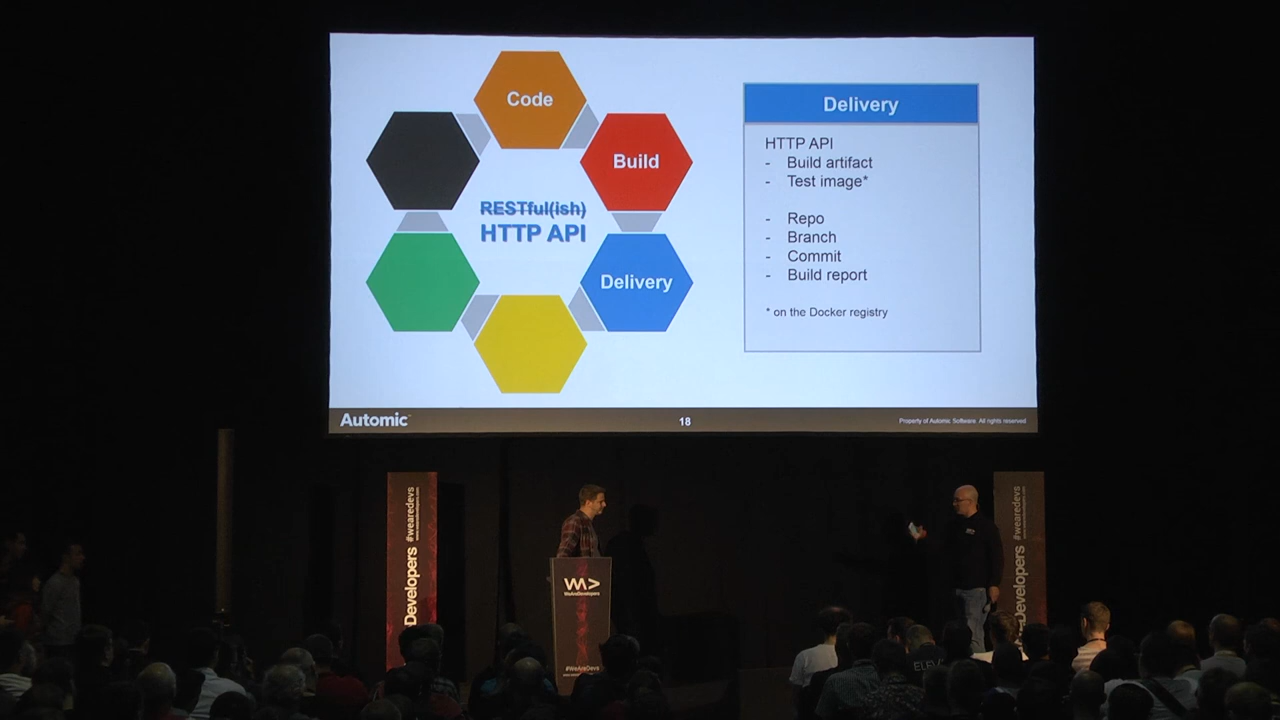 Code
Build
RESTful(ish)
HTTP API
Delivery
Delivery
HTTP API
- Build artifact
- Test image*
- Repo
- Branch
- Commit
- Build report
* on the Docker registry
Automic
18
Property of Automic Software. All rights reserved
Developers #wearedevs
Developers #wearedevs
WeAreDevelopers
#WeAreDevs
ELEV